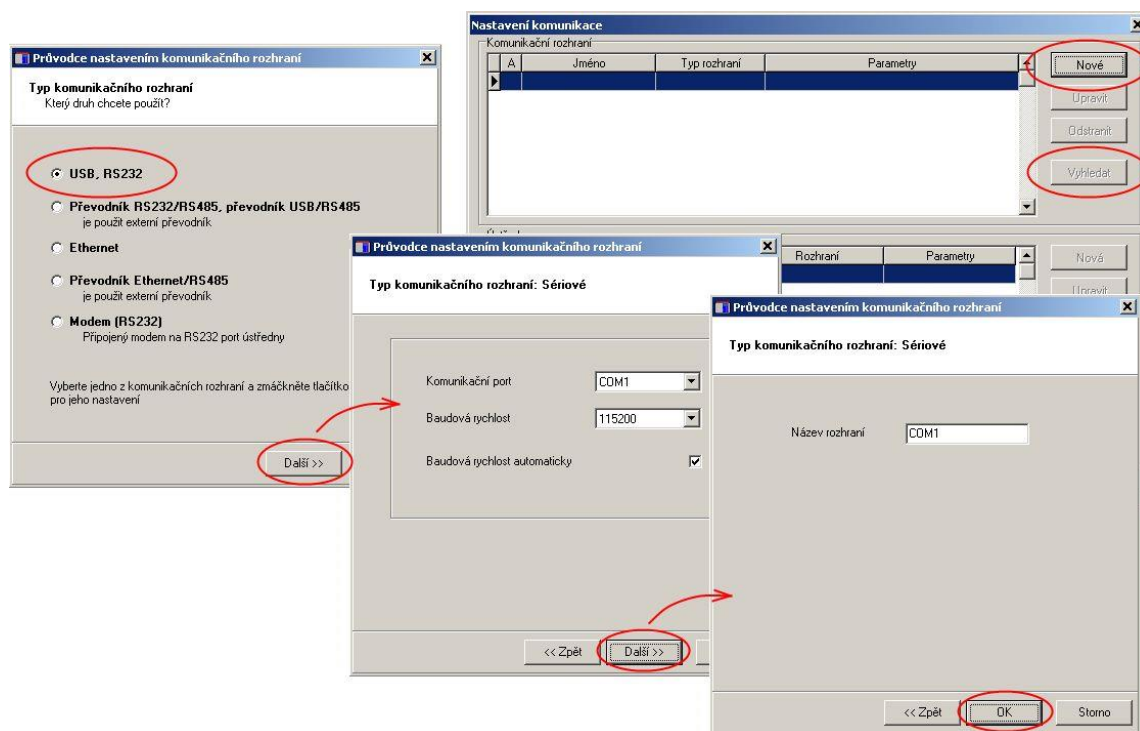 Nastavení komunikace
Komunikační rozhraní
A Jméno Typ rozhraní Parametry
Nové
Upravit
Odstranit
Vyhledat
Rozhraní Parametry
Nová
Upravit
Průvodce nastavením komunikačního rozhraní
Typ komunikačního rozhraní
Který druh chcete použít?
USB, RS232
Převodník RS232/RS485, převodník USB/RS485
je použit externí převodník
Ethernet
Převodník Ethernet/RS485
je použit externí převodník
Modem (RS232)
Připojený modem na RS232 port ústředny
Vyberte jedno z komunikačních rozhraní a zmáčkněte tlačítko
pro jeho nastavení
Další >>
Průvodce nastavením komunikačního rozhraní
Typ komunikačního rozhraní: Sériové
Komunikační port COM1
Baudová rychlost 115200
Baudová rychlost automaticky
<< Zpět Další >>
Průvodce nastavením komunikačního rozhraní
Typ komunikačního rozhraní: Sériové
Název rozhraní COM1
<< Zpět OK Storno